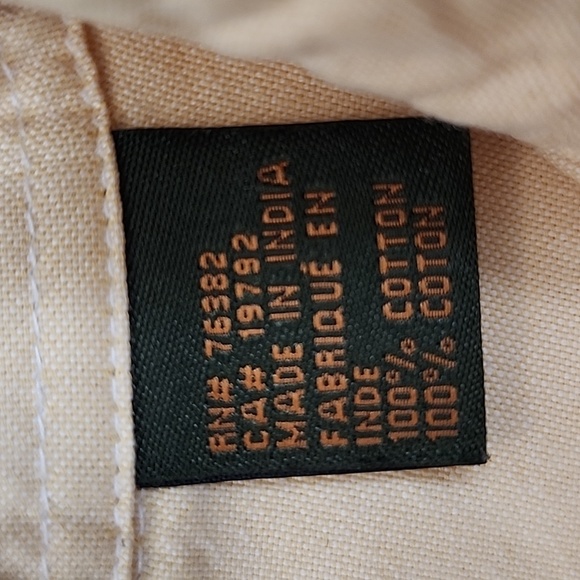 RN# 76382
CA# 19792
MADE IN INDIA
FABRIQUÉ EN
INDE
100% COTTON
100% COTON